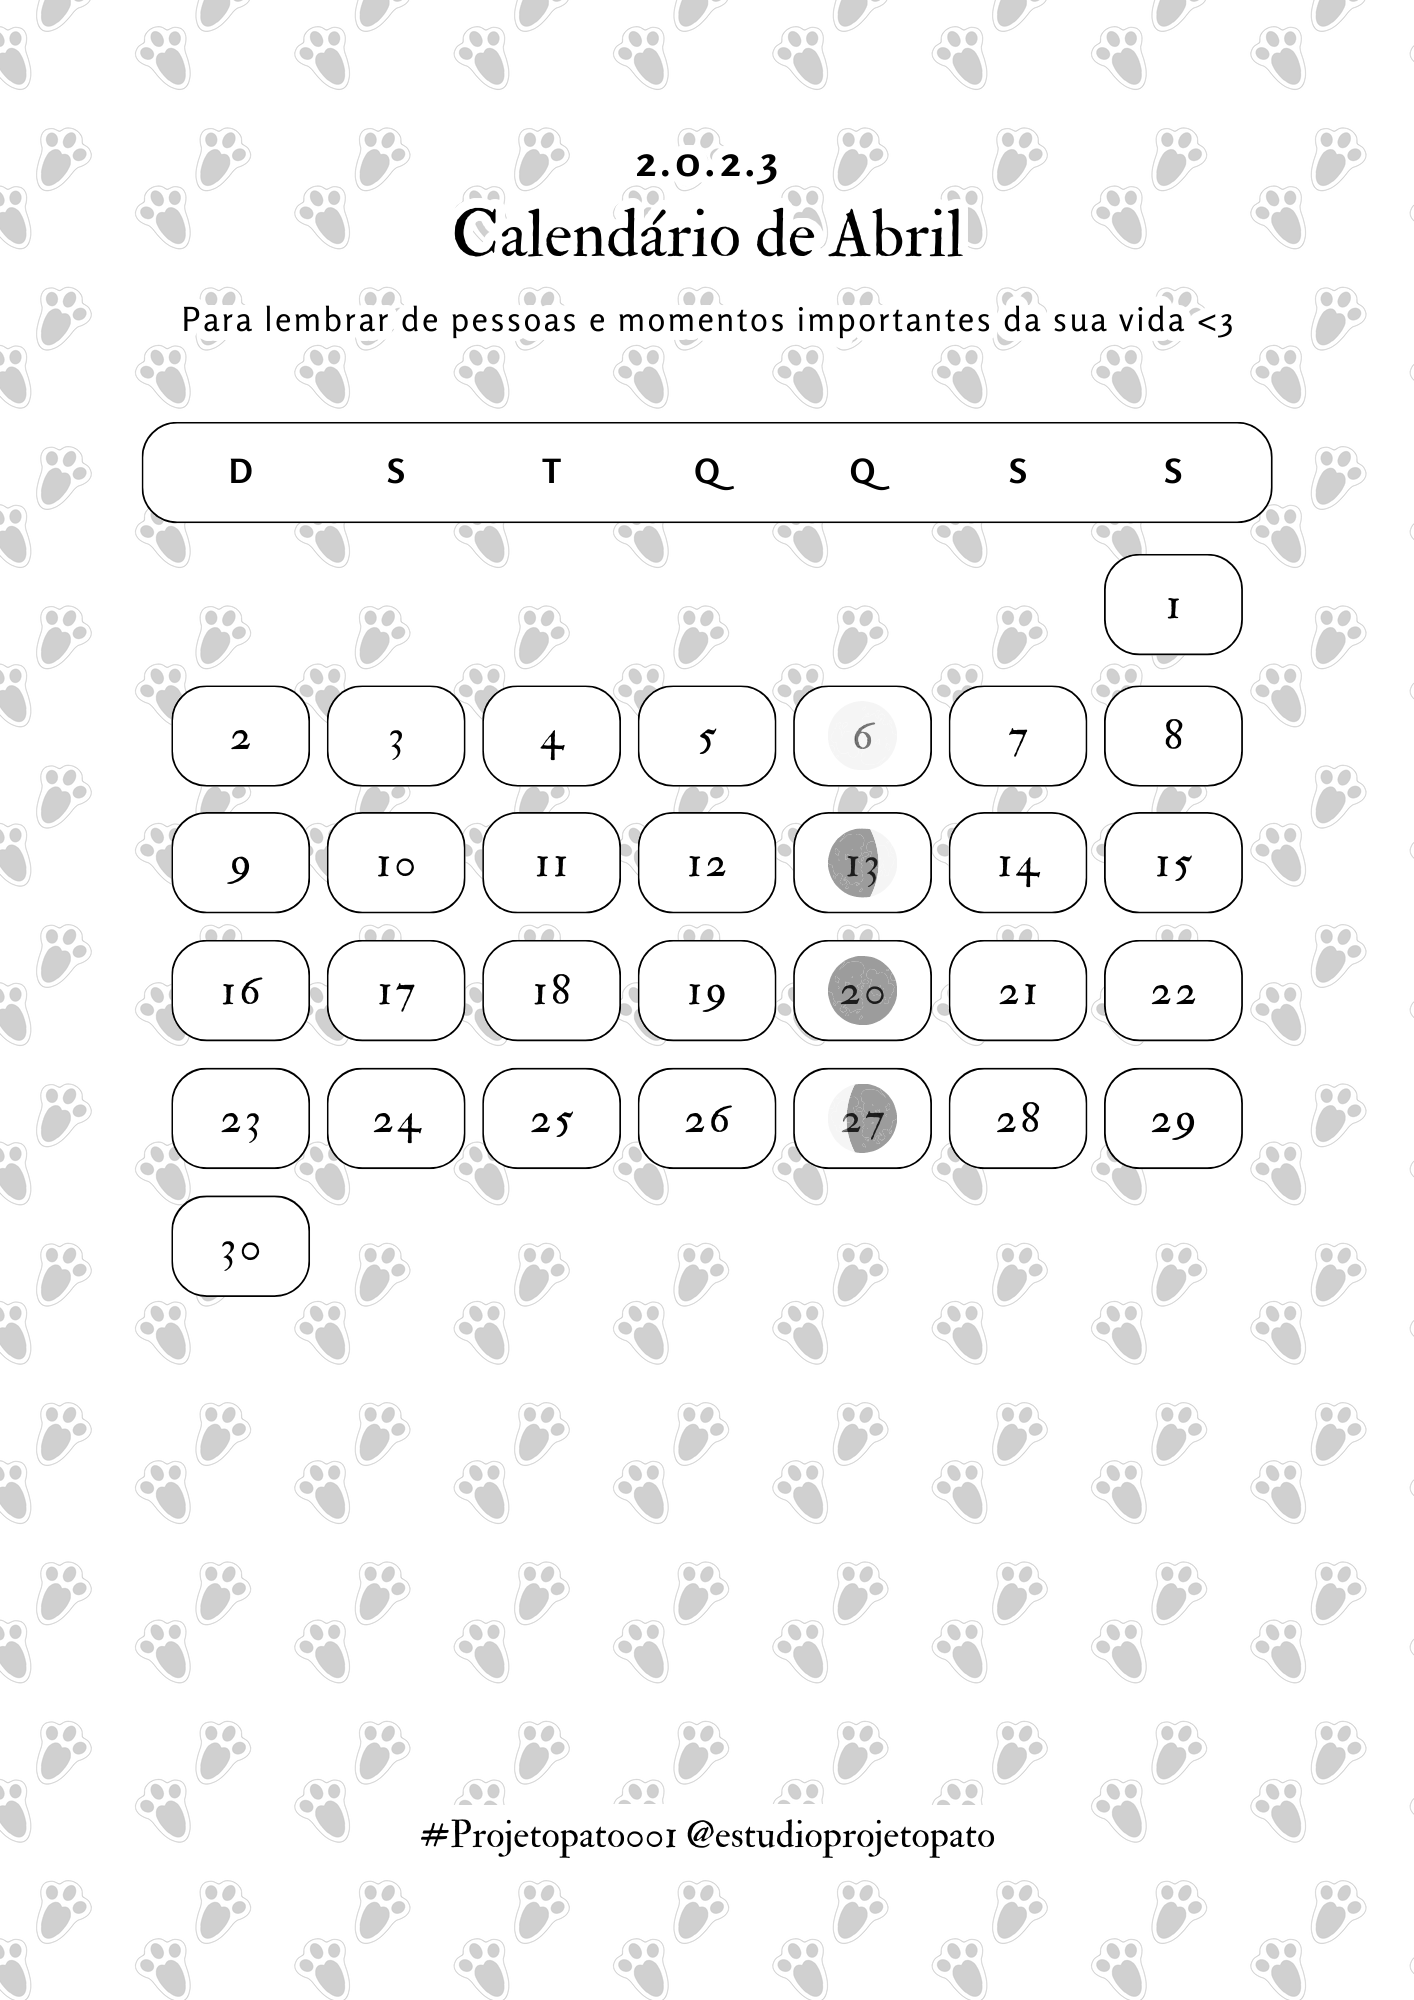 2.0.2.3
Calendário de Abril
Para lembrar de pessoas e momentos importantes da sua vida <3
D S T Q Q S S
1
2 3 4 5 6 7 8
9 10 11 12 13 14 15
16 17 18 19 20 21 22
23 24 25 26 27 28 29
30
#Projetopato001 @estudioprojetopato